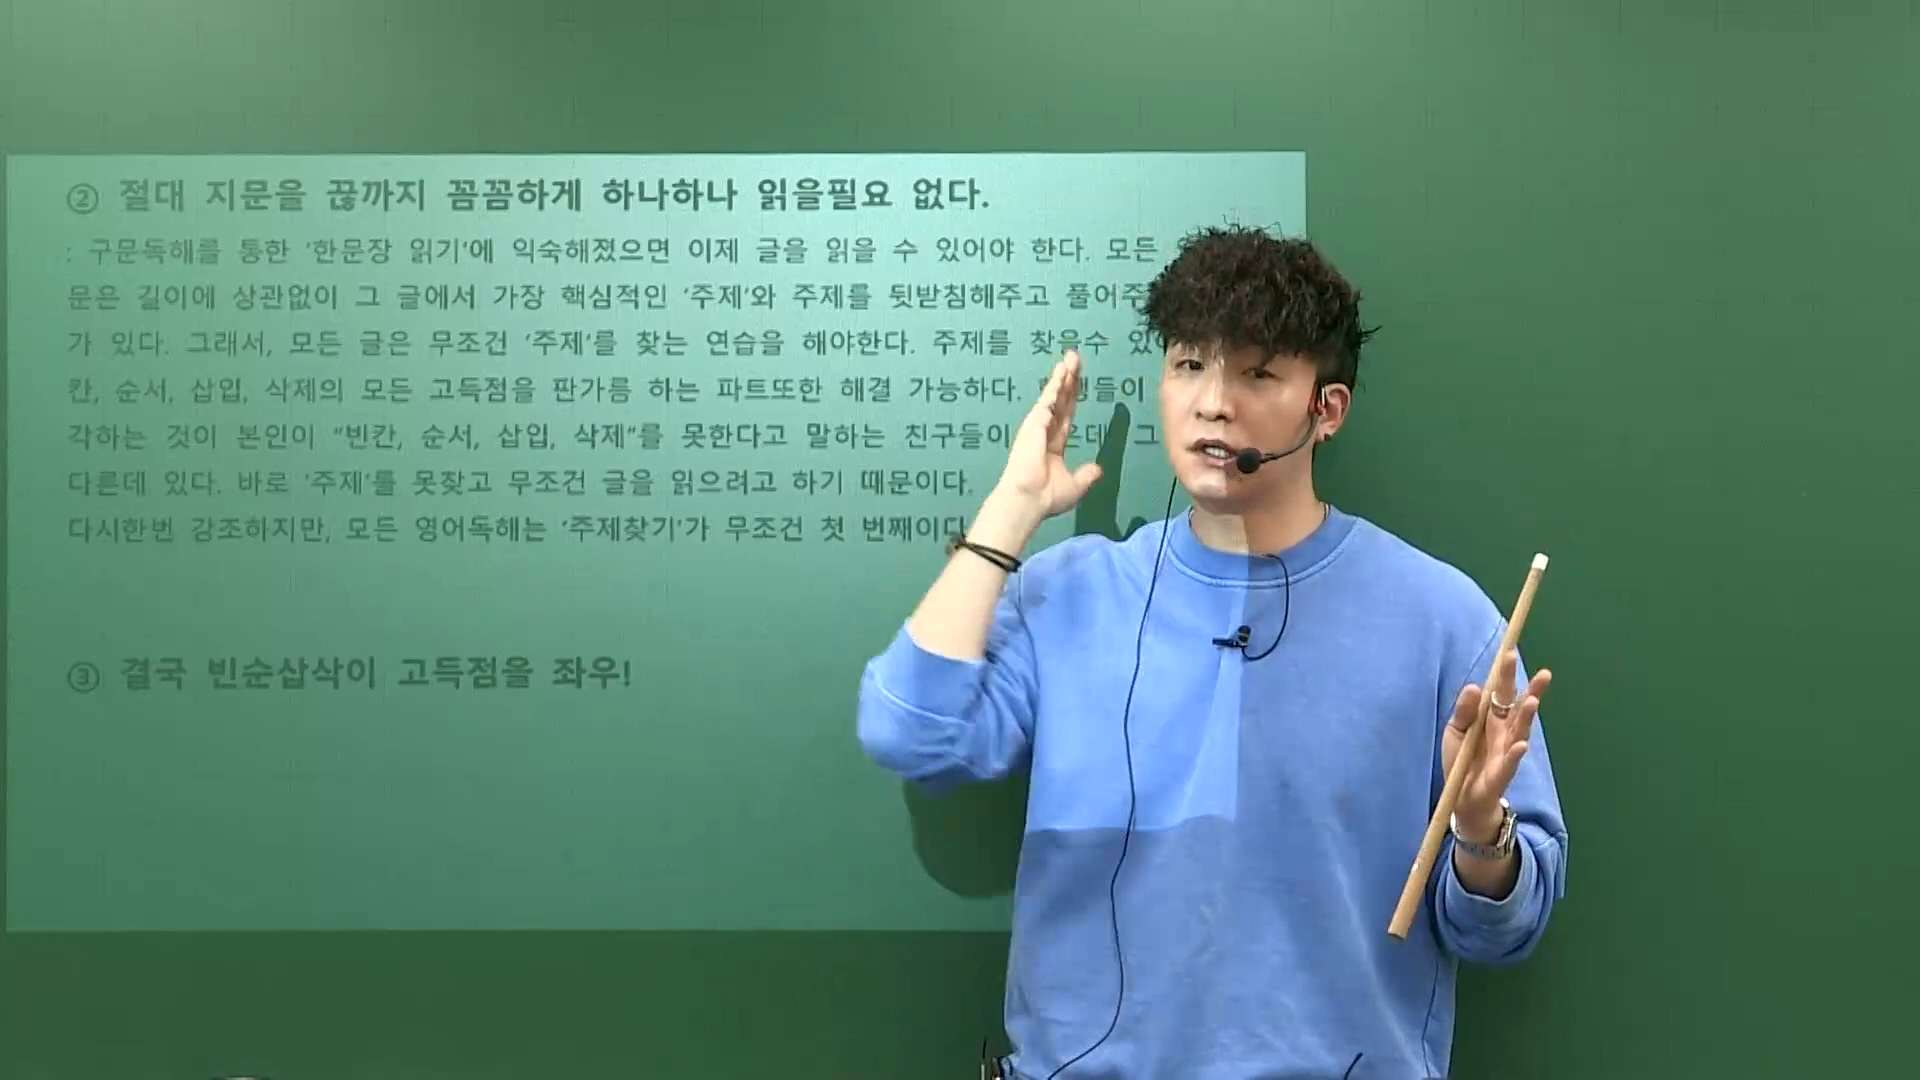 ② 절대 지문을 끊까지 꼼꼼하게 하나하나 읽을필요 없다.
: 구문독해를 통한 '한문장 읽기'에 익숙해졌으면 이제 글을 읽을 수 있어야 한다. 모든
문은 길이에 상관없이 그 글에서 가장 핵심적인 '주제'와 주제를 뒷받침해주고 풀어주
가 있다. 그래서, 모든 글은 무조건 '주제'를 찾는 연습을 해야한다. 주제를 찾을수
칸, 순서, 삽입, 삭제의 모든 고득점을 판가름 하는 파트또한 해결 가능하다.
각하는 것이 본인이 "빈칸, 순서, 삽입, 삭제"를 못한다고 말하는 친구들이 그
다른데 있다. 바로 '주제'를 못찾고 무조건 글을 읽으려고 하기 때문이다.
다시한번 강조하지만, 모든 영어독해는 '주제찾기'가 무조건 첫 번째이다
③ 결국 빈순삽삭이 고득점을 좌우!